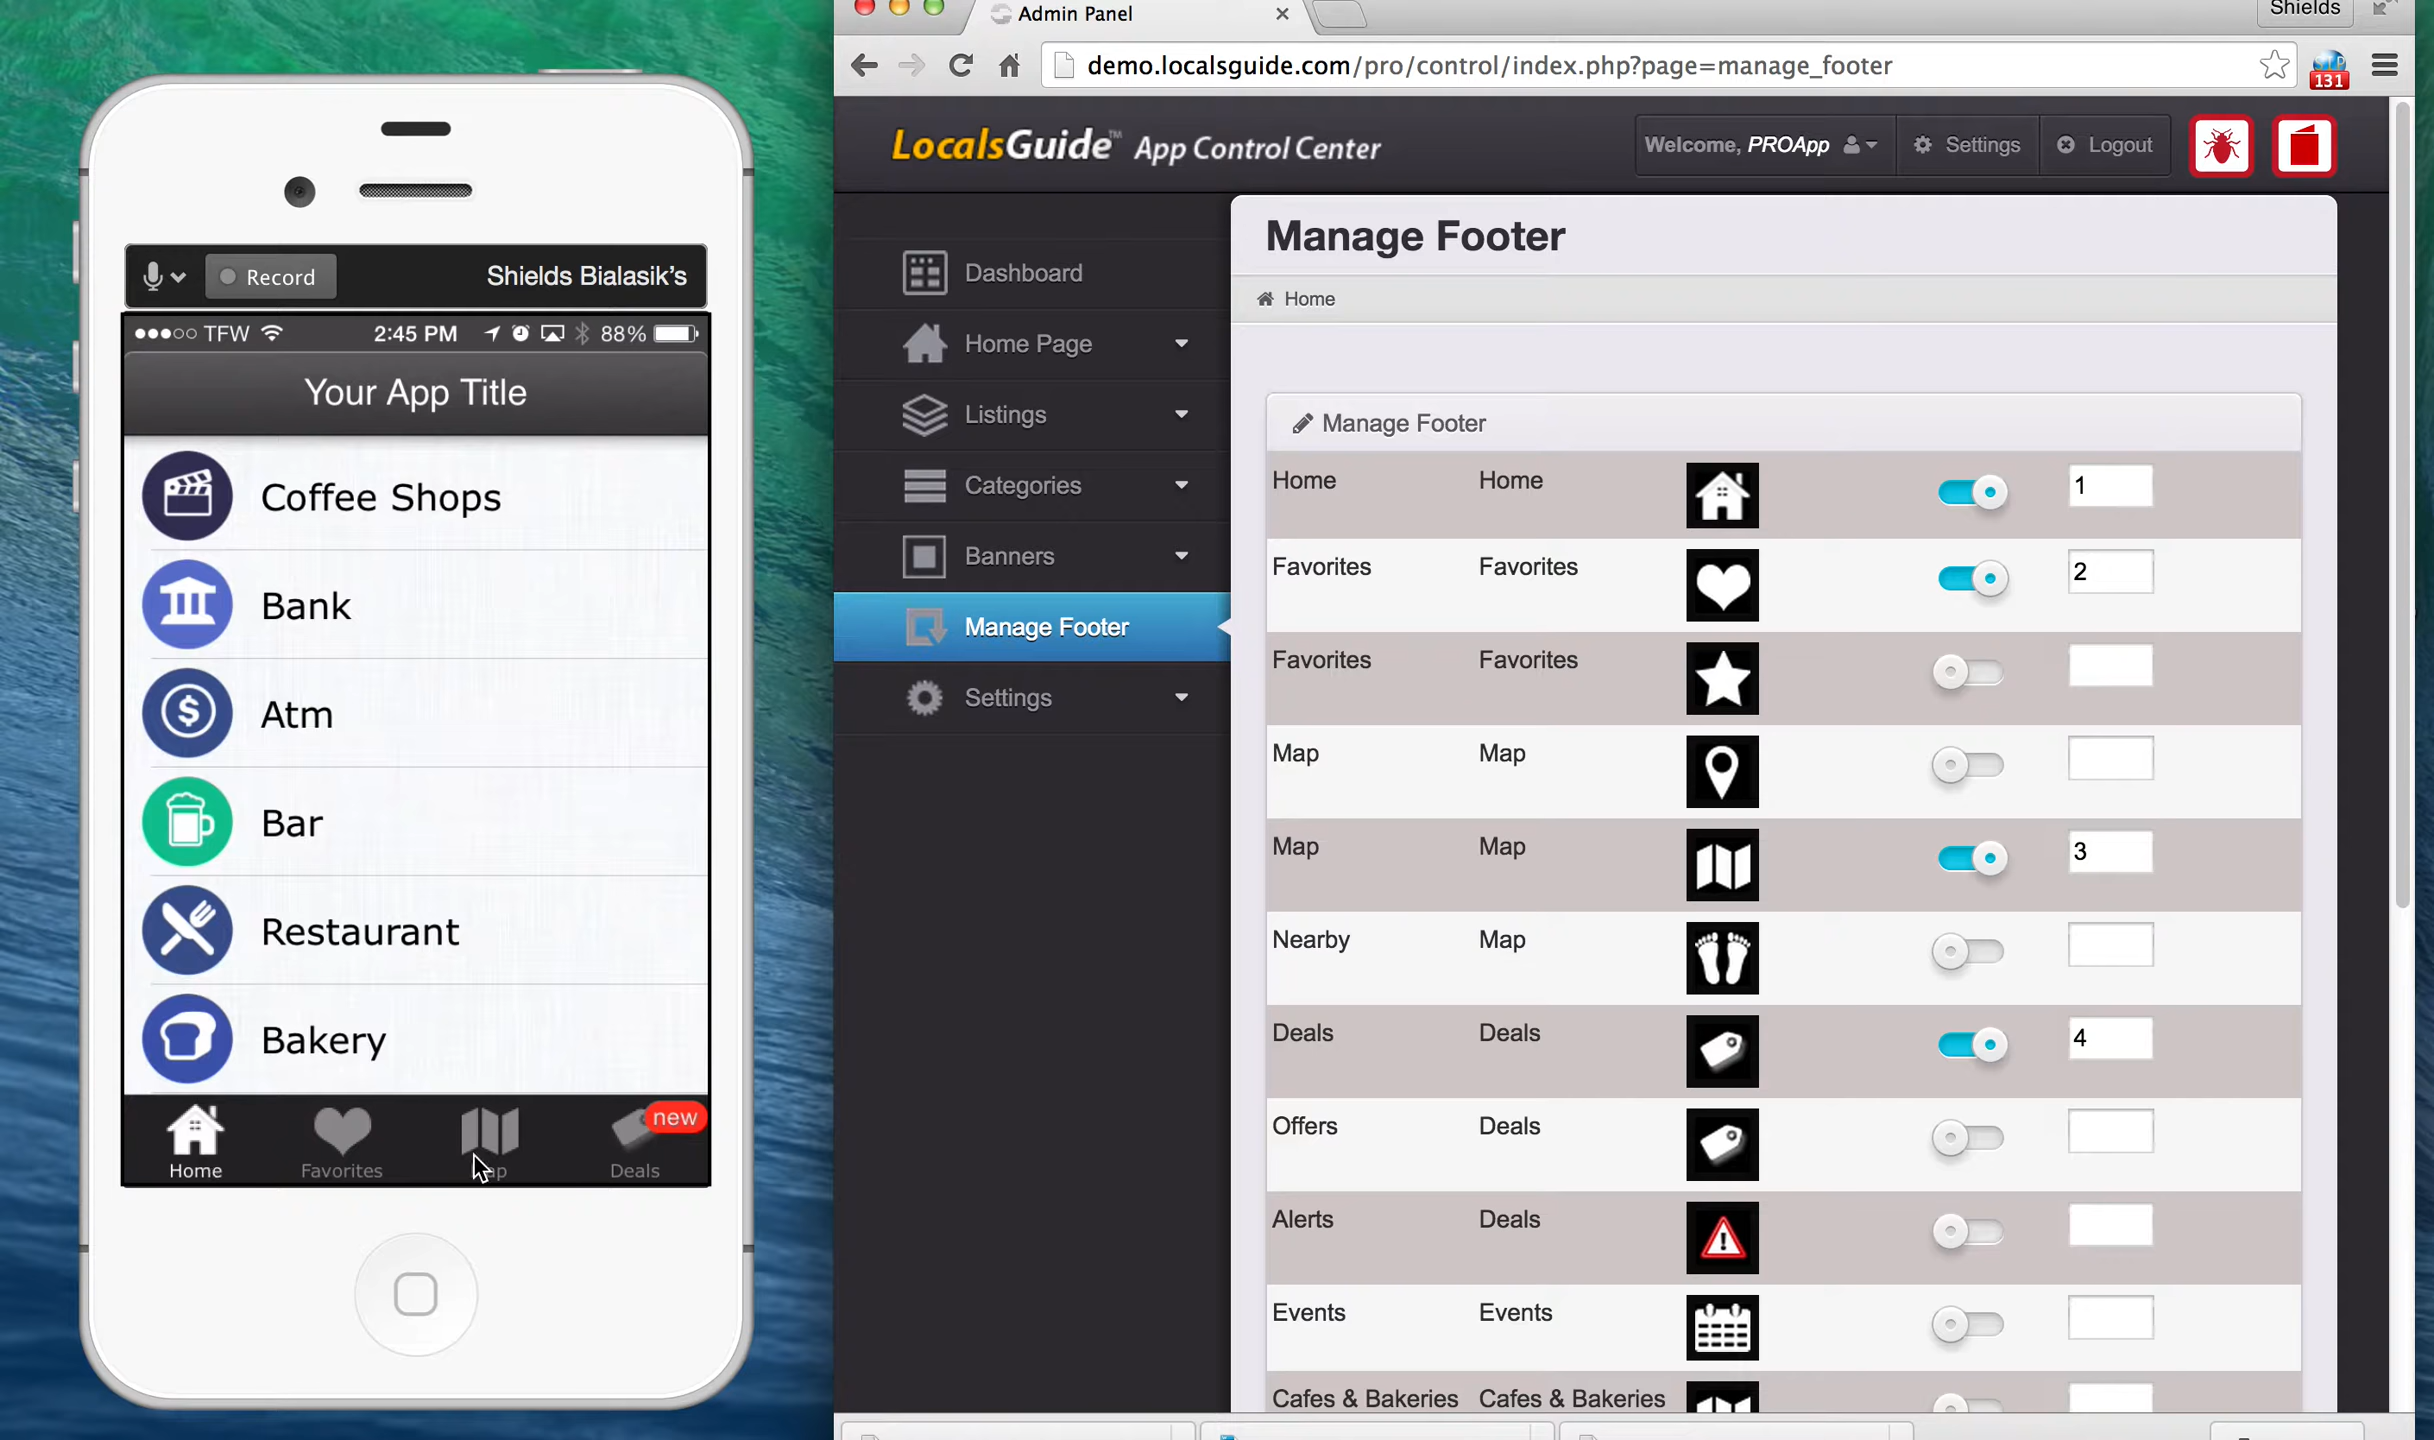 Record
Shields Bialasik's
TFW
2:45 PM
88%
Your App Title
Coffee Shops
Bank
Atm
Bar
Restaurant
Bakery
new
Home
Favorites
Deals
Admin Panel
Shields
demo.localsguide.com/pro/control/index.php?page=manage_footer
131
LocalsGuide™ App Control Center
Welcome, PROApp
Settings
Logout
Dashboard
Home Page
Listings
Categories
Banners
Manage Footer
Settings
Manage Footer
Home
Manage Footer
Home Home 1
Favorites Favorites 2
Favorites Favorites
Map Map
Map Map 3
Nearby Map
Deals Deals 4
Offers Deals
Alerts Deals
Events Events
Cafes & Bakeries Cafes & Bakeries